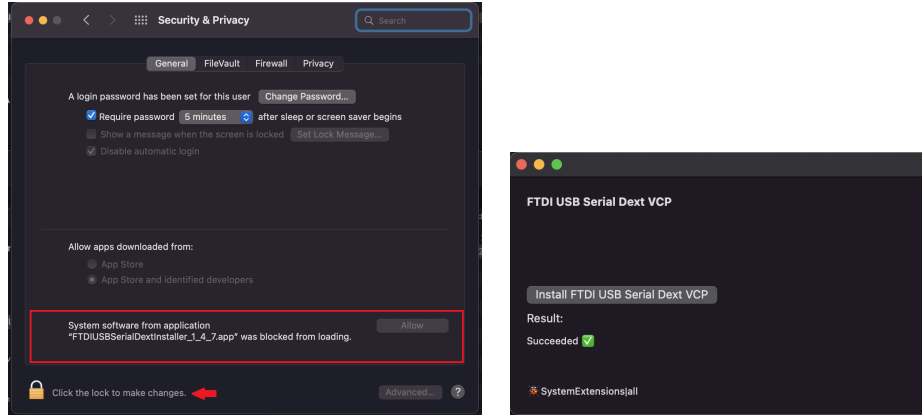 Security & Privacy
Search
General FileVault Firewall Privacy
A login password has been set for this user Change Password...
Require password 5 minutes after sleep or screen saver begins
Show a message when the screen is locked Set Lock Message...
Disable automatic login
Allow apps downloaded from:
App Store
App Store and identified developers
System software from application
"FTDIUSBSerialDextInstaller_1_4_7.app" was blocked from loading.
Allow
Click the lock to make changes.
Advanced...
?
FTDI USB Serial Dext VCP
Install FTDI USB Serial Dext VCP
Result:
Succeeded ✅
SystemExtensions|all